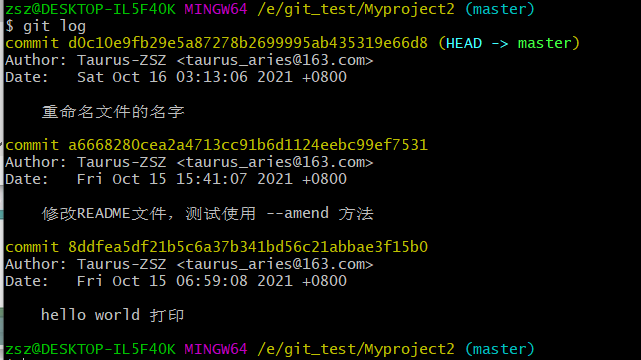 zsz@DESKTOP-IL5F40K MINGW64 /e/git_test/Myproject2 (master)
$ git log
commit d0c10e9fb29e5a87278b2699995ab435319e66d8 (HEAD -> master)
Author: Taurus-ZSZ <taurus_aries@163.com>
Date:   Sat Oct 16 03:13:06 2021 +0800
重命名文件的名字
commit a6668280cea2a4713cc91b6d1124eebc99ef7531
Author: Taurus-ZSZ <taurus_aries@163.com>
Date:   Fri Oct 15 15:41:07 2021 +0800
修改README文件，测试使用 --amend 方法
commit 8ddfea5df21b5c6a37b341bd56c21abbae3f15b0
Author: Taurus-ZSZ <taurus_aries@163.com>
Date:   Fri Oct 15 06:59:08 2021 +0800
hello world 打印
zsz@DESKTOP-IL5F40K MINGW64 /e/git_test/Myproject2 (master)